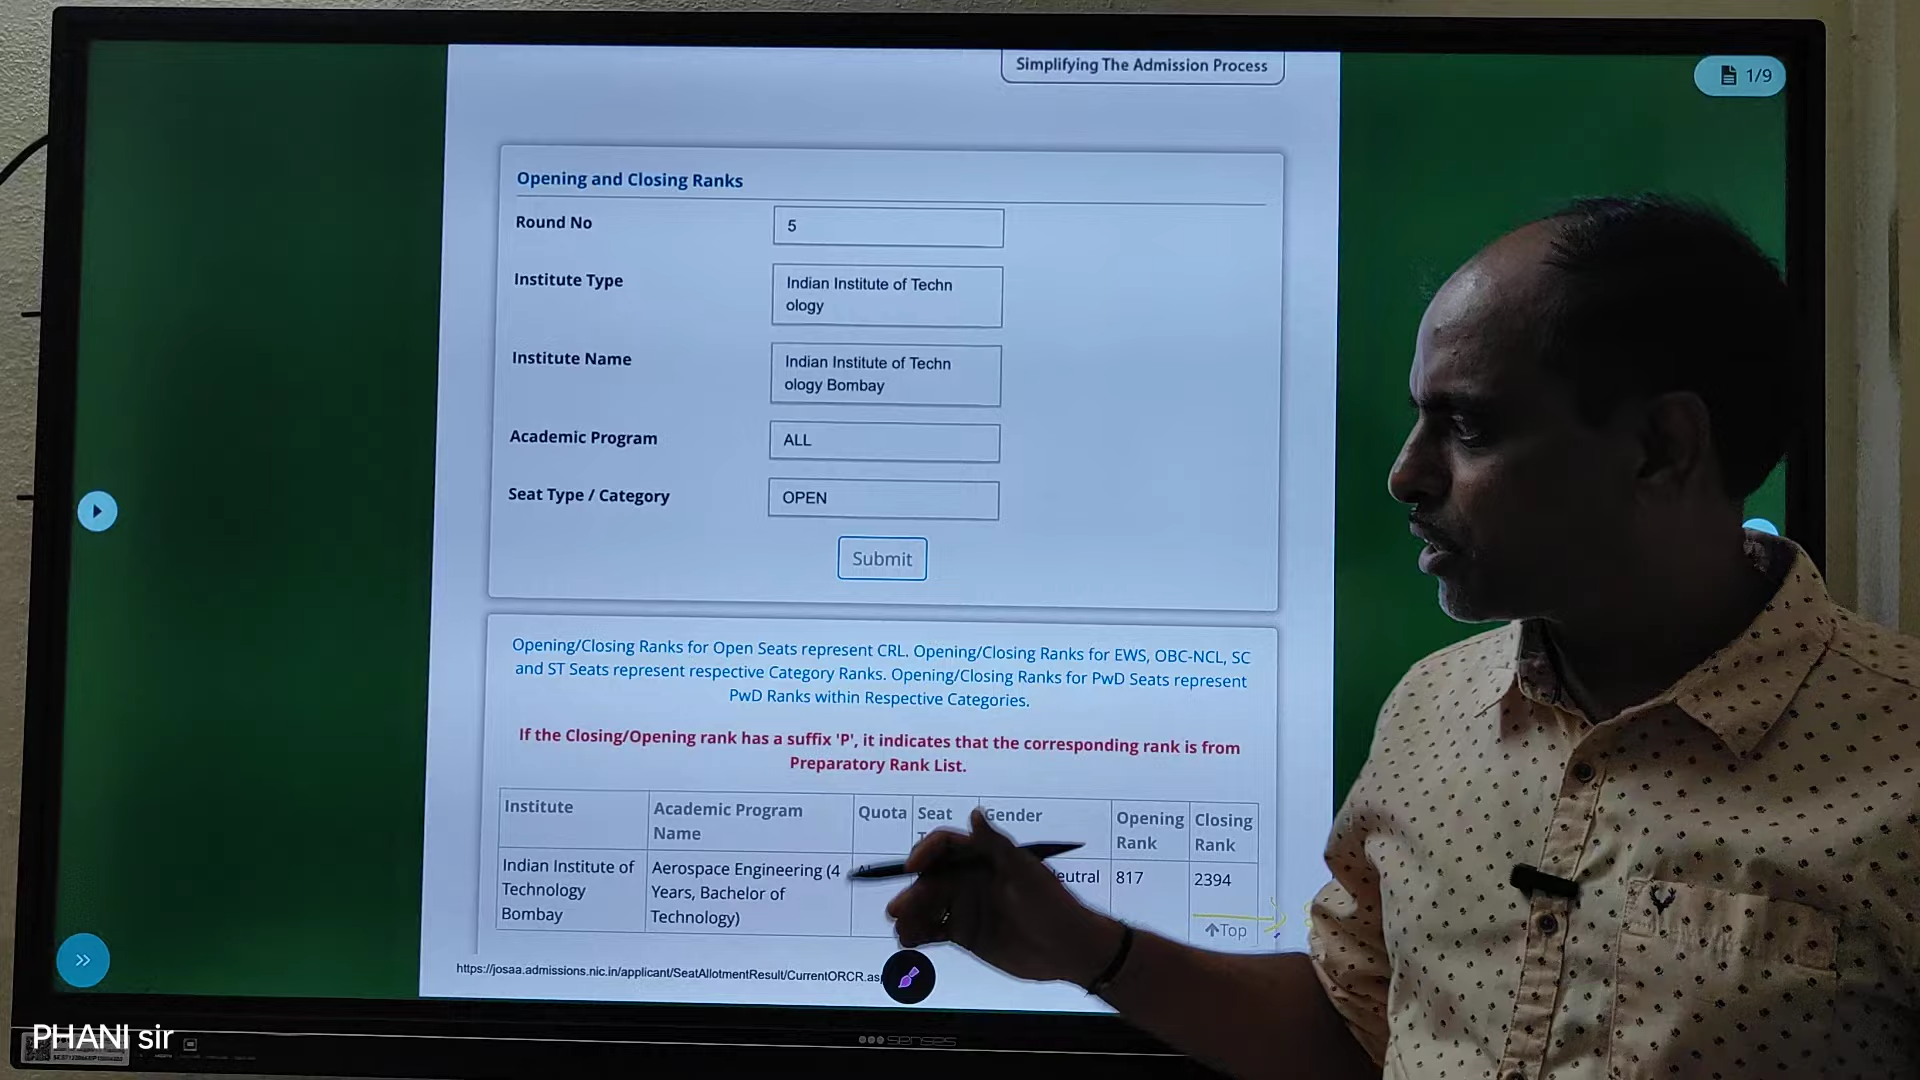 Simplifying The Admission Process
1/9
Opening and Closing Ranks
Round No
5
Institute Type
Indian Institute of Techn
ology
Institute Name
Indian Institute of Techn
ology Bombay
Academic Program
ALL
Seat Type / Category
OPEN
Submit
Opening/Closing Ranks for Open Seats represent CRL. Opening/Closing Ranks for EWS, OBC-NCL, SC
and ST Seats represent respective Category Ranks. Opening/Closing Ranks for PwD Seats represent
PwD Ranks within Respective Categories.
If the Closing/Opening rank has a suffix 'P', it indicates that the corresponding rank is from
Preparatory Rank List.
Institute
Academic Program
Name
Quota
Seat
Gender
Opening
Rank
Closing
Rank
Indian Institute of
Technology
Bombay
Aerospace Engineering (4
Years, Bachelor of
Technology)
eutral
817
2394
Top
https://josaa.admissions.nic.in/applicant/SeatAllotmentResult/CurrentORCR.as
PHANI sir
senses